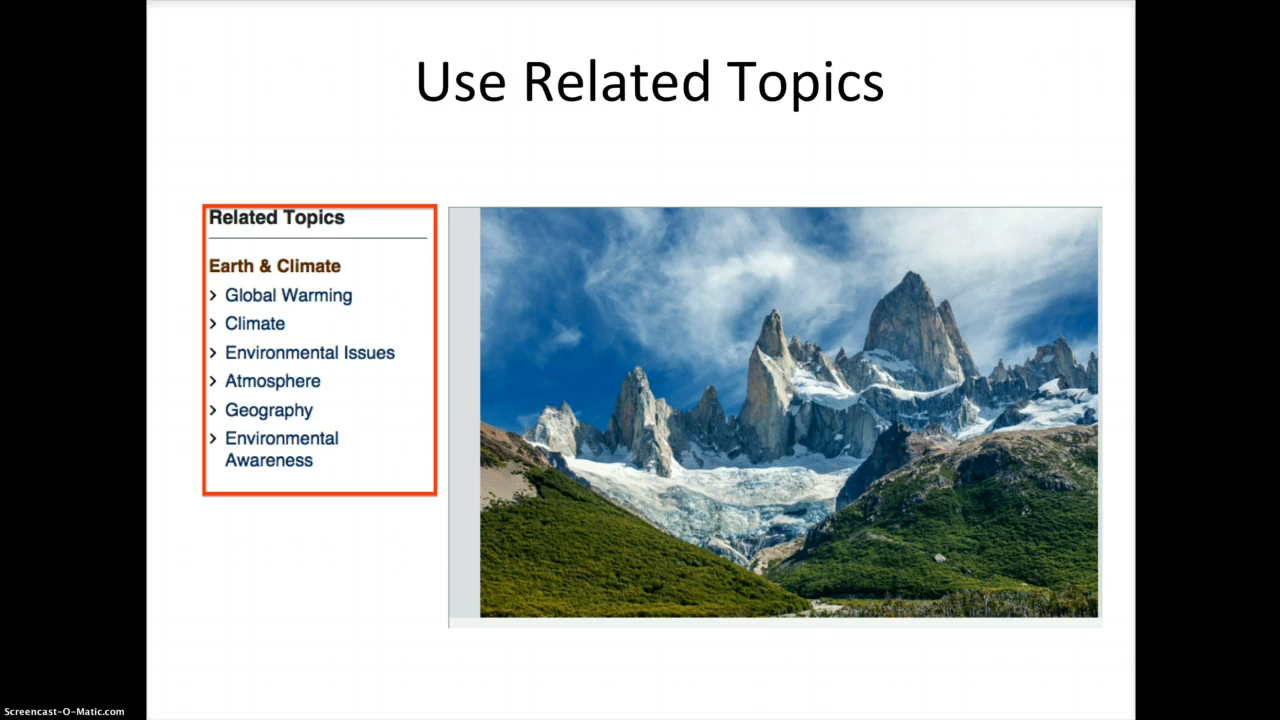 Use Related Topics
Related Topics
Earth & Climate
Global Warming
Climate
Environmental Issues
Atmosphere
Geography
Environmental
Awareness
Screencast-O-Matic.com